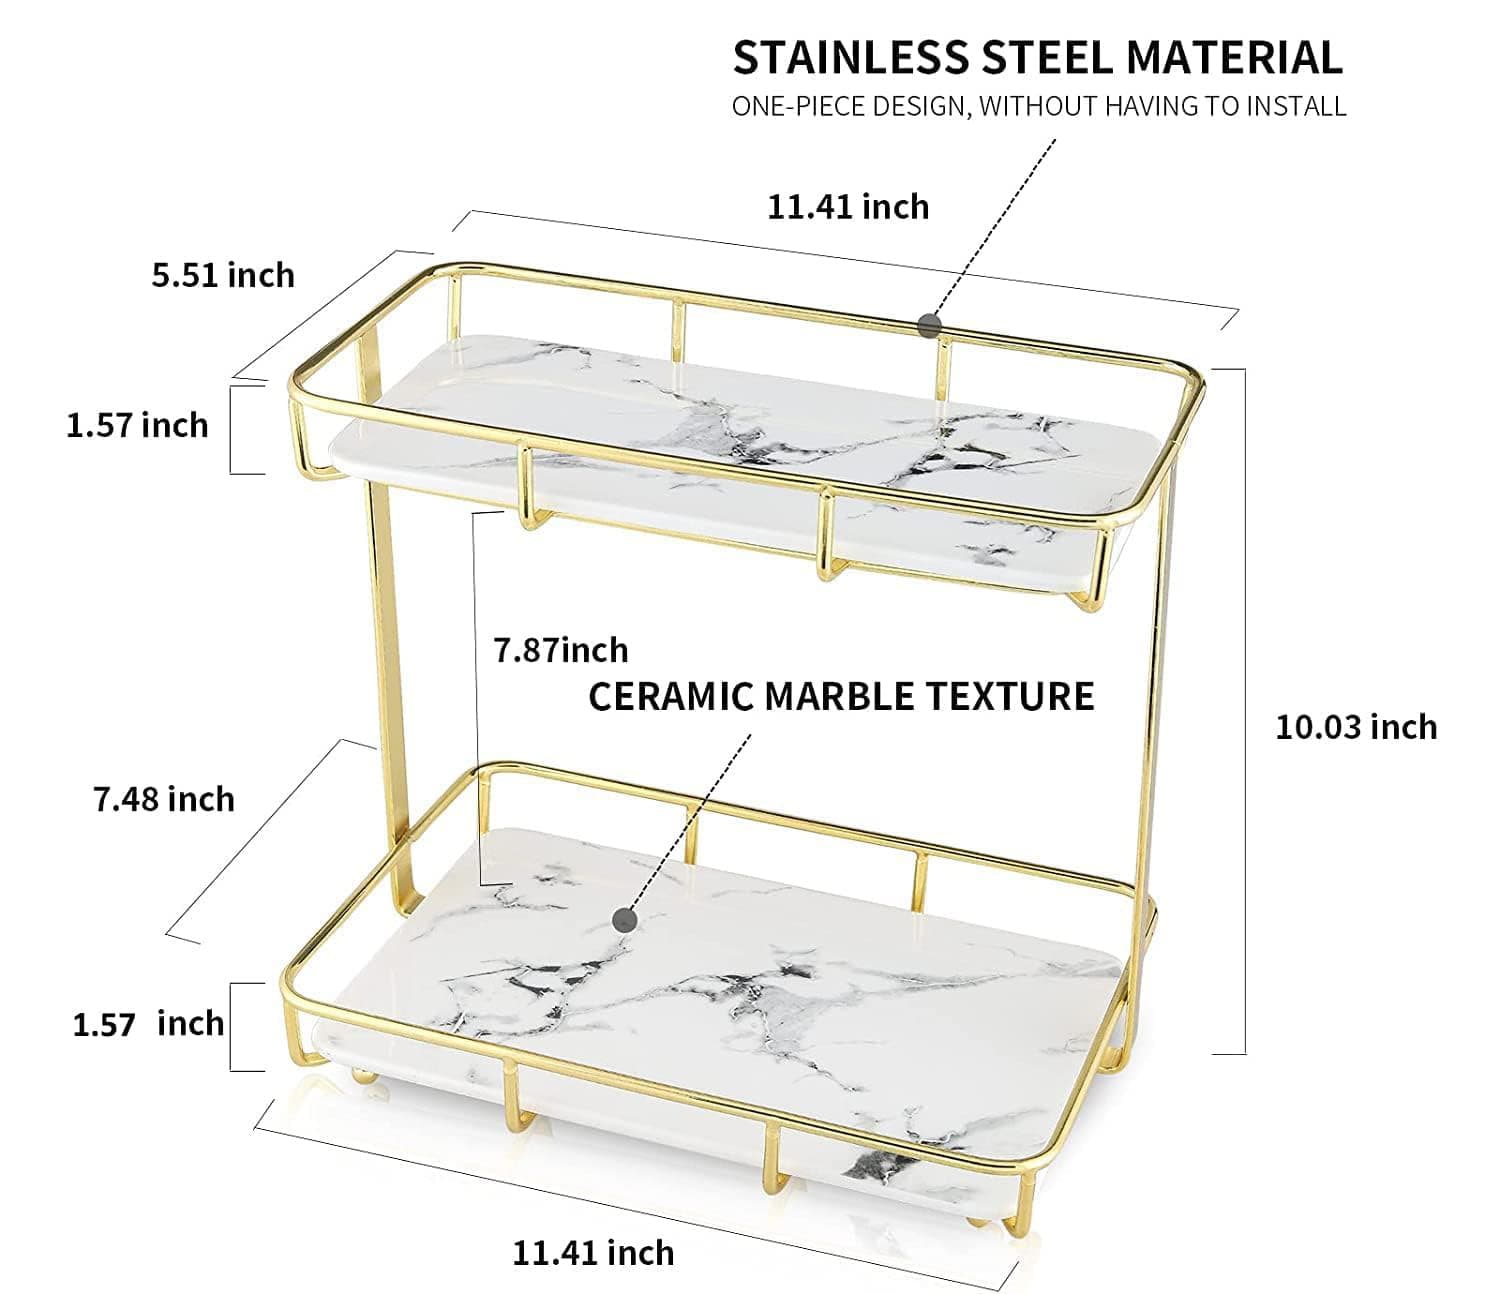 STAINLESS STEEL MATERIAL
ONE-PIECE DESIGN, WITHOUT HAVING TO INSTALL
11.41 inch
5.51 inch
1.57 inch
7.87inch
CERAMIC MARBLE TEXTURE
10.03 inch
7.48 inch
1.57 inch
11.41 inch